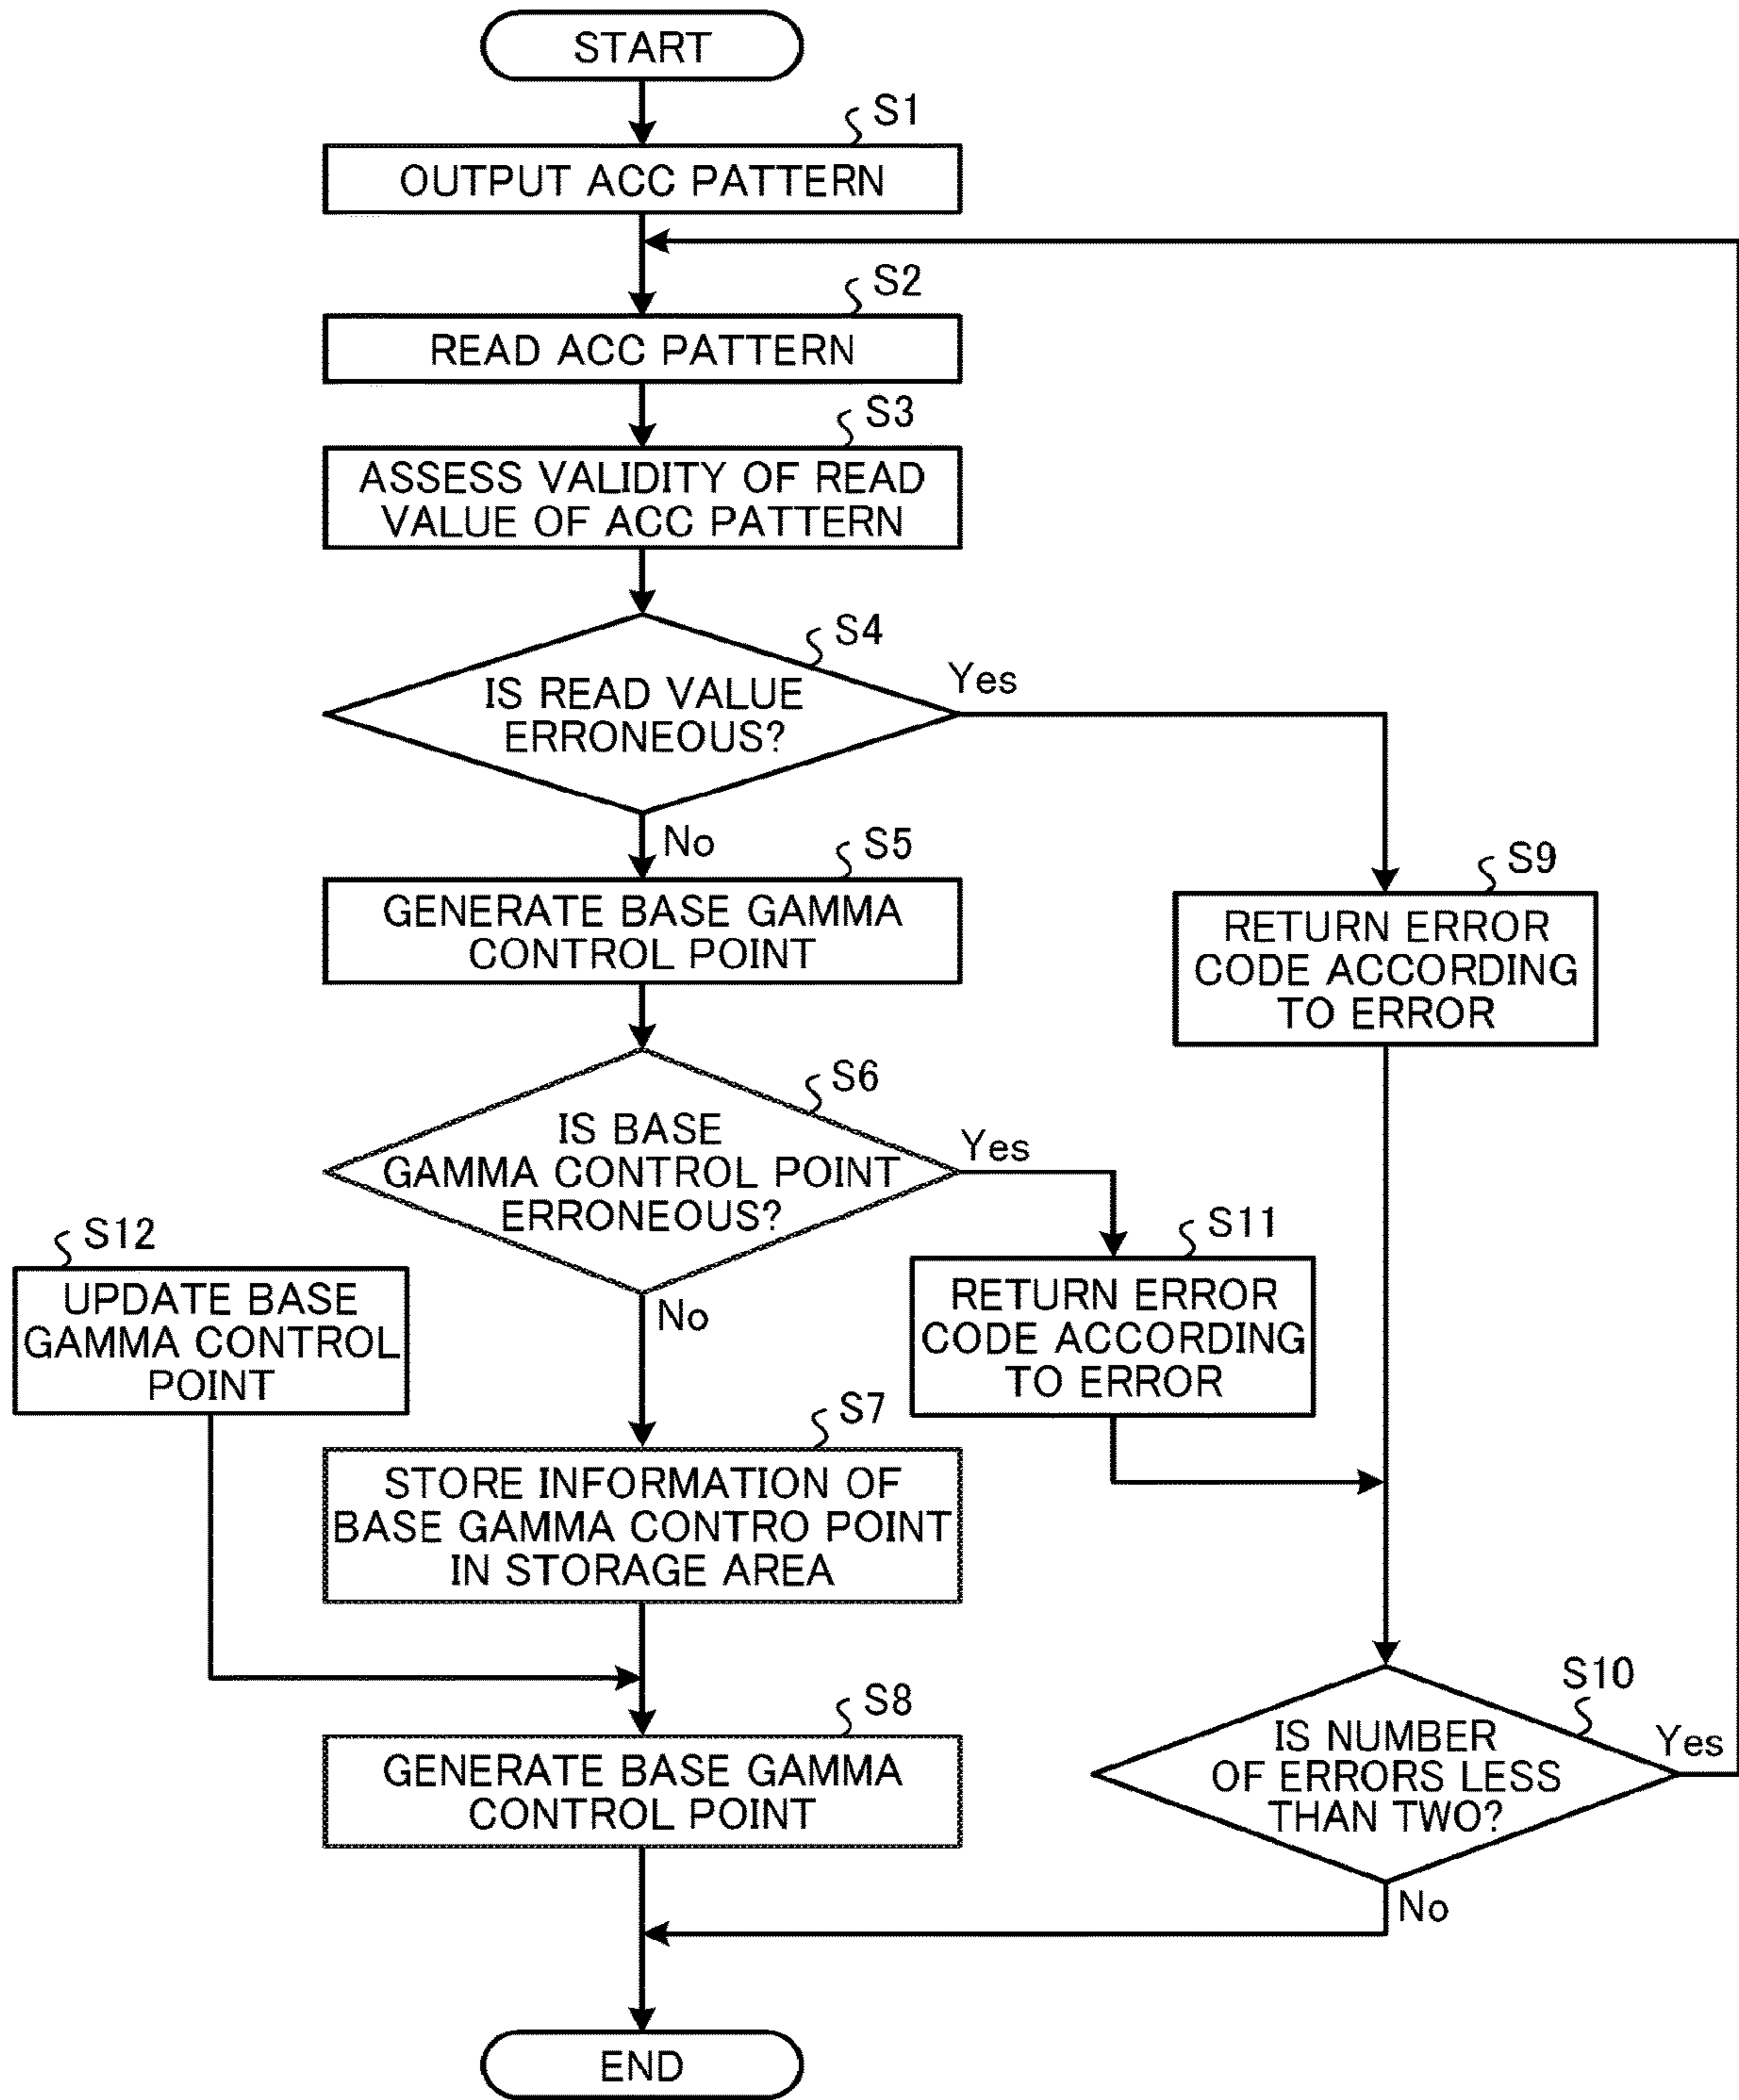 START
S1
OUTPUT ACC PATTERN
S2
READ ACC PATTERN
S3
ASSESS VALIDITY OF READ
VALUE OF ACC PATTERN
S4
IS READ VALUE
ERRONEOUS?
Yes
No
S5
GENERATE BASE GAMMA
CONTROL POINT
S9
RETURN ERROR
CODE ACCORDING
TO ERROR
S6
IS BASE
GAMMA CONTROL POINT
ERRONEOUS?
Yes
No
S12
UPDATE BASE
GAMMA CONTROL
POINT
S11
RETURN ERROR
CODE ACCORDING
TO ERROR
S7
STORE INFORMATION OF
BASE GAMMA CONTRO POINT
IN STORAGE AREA
S8
GENERATE BASE GAMMA
CONTROL POINT
S10
IS NUMBER
OF ERRORS LESS
THAN TWO?
Yes
No
END